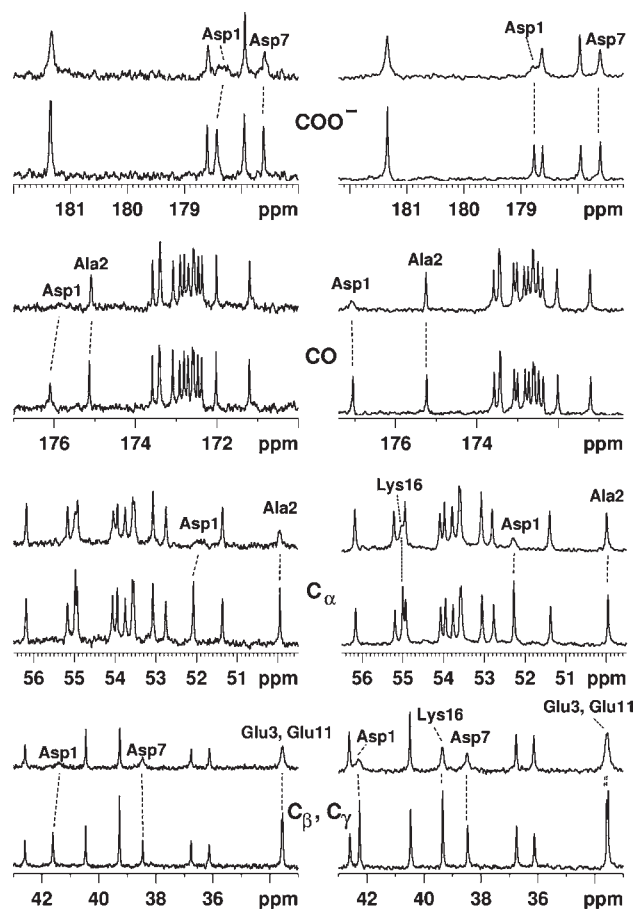 Asp1 Asp7
Asp1 Asp7
COO⁻
181 180 179 ppm
181 180 179 ppm
Asp1 Ala2
Asp1 Ala2
CO
176 174 172 ppm
176 174 ppm
Asp1 Ala2
Lys16 Asp1 Ala2
Cα
56 55 54 53 52 51 ppm
56 55 54 53 52 51 ppm
Asp1 Asp7 Glu3, Glu11
Asp1 Lys16 Asp7 Glu3, Glu11
Cβ, Cγ
42 40 38 36 ppm
42 40 38 36 ppm